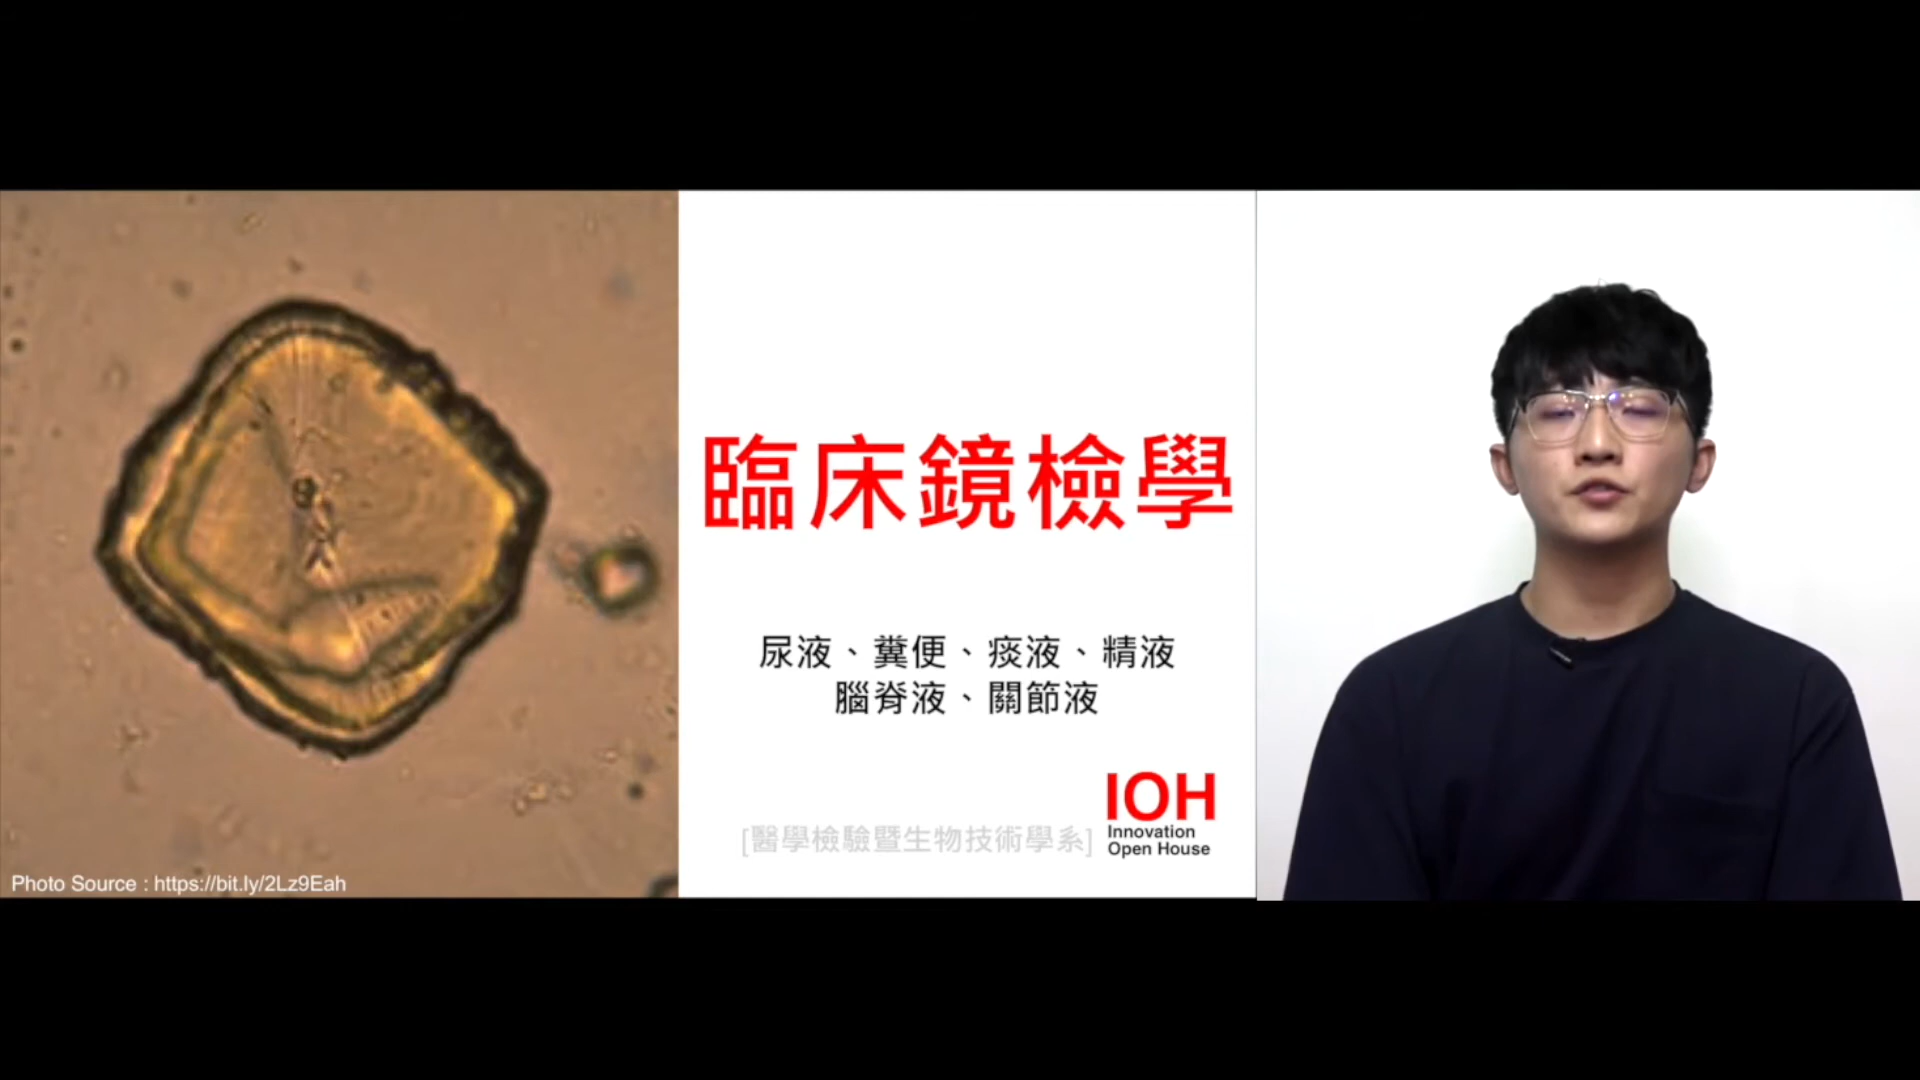 臨床鏡檢學
尿液、糞便、痰液、精液
腦脊液、關節液
[醫學檢驗暨生物技術學系]
IOH
Innovation
Open House
Photo Source : https://bit.ly/2Lz9Eah